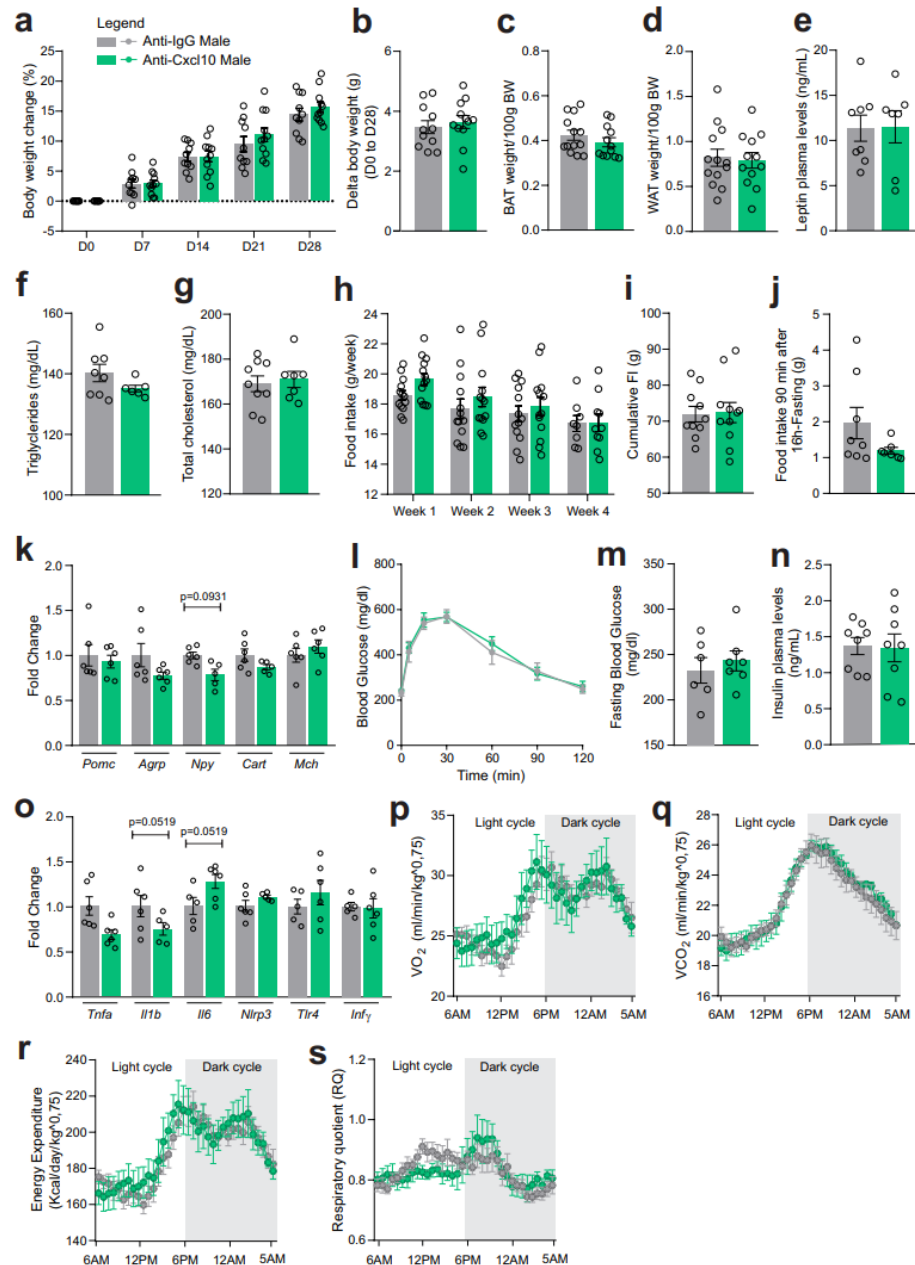 a
Legend
Anti-IgG Male
Anti-Cxcl10 Male
Body weight change (%)
25
20
15
10
5
0
-5
D0 D7 D14 D21 D28
b
Delta body weight (g)
(D0 to D28)
6
4
2
0
c
BAT weight/100g BW
0.8
0.6
0.4
0.2
0.0
d
WAT weight/100g BW
2.0
1.5
1.0
0.5
0.0
e
Leptin plasma levels (ng/mL)
20
15
10
5
0
f
Triglycerides (mg/dL)
160
140
120
100
g
Total cholesterol (mg/dL)
200
180
160
140
120
h
Food intake (g/week)
26
24
22
20
18
16
14
12
Week 1 Week 2 Week 3 Week 4
i
Cumulative FI (g)
100
90
80
70
60
50
j
Food intake 90 min after
16h-Fasting (g)
5
4
3
2
1
0
k
Fold Change
2.0
1.5
1.0
0.5
0.0
p=0.0931
Pomc Agrp Npy Cart Mch
l
Blood Glucose (mg/dl)
800
600
400
200
0
0 30 60 90 120
Time (min)
m
Fasting Blood Glucose
(mg/dl)
350
300
250
200
150
n
Insulin plasma levels
(ng/mL)
2.5
2.0
1.5
1.0
0.5
0.0
o
Fold Change
2.0
1.5
1.0
0.5
0.0
p=0.0519
p=0.0519
Tnfa Il1b Il6 Nlrp3 Tlr4 Infγ
p
VO2 (ml/min/kg^0,75)
35
31
28
25
22
Light cycle Dark cycle
6AM 12PM 6PM 12AM 5AM
q
VCO2 (ml/min/kg^0,75)
28
26
24
22
20
18
16
Light cycle Dark cycle
6AM 12PM 6PM 12AM 5AM
r
Energy Expenditure
(Kcal/day/kg^0,75)
240
220
200
180
160
140
Light cycle Dark cycle
6AM 12PM 6PM 12AM 5AM
s
Respiratory quotient (RQ)
1.2
1.0
0.8
0.6
Light cycle Dark cycle
6AM 12PM 6PM 12AM 5AM